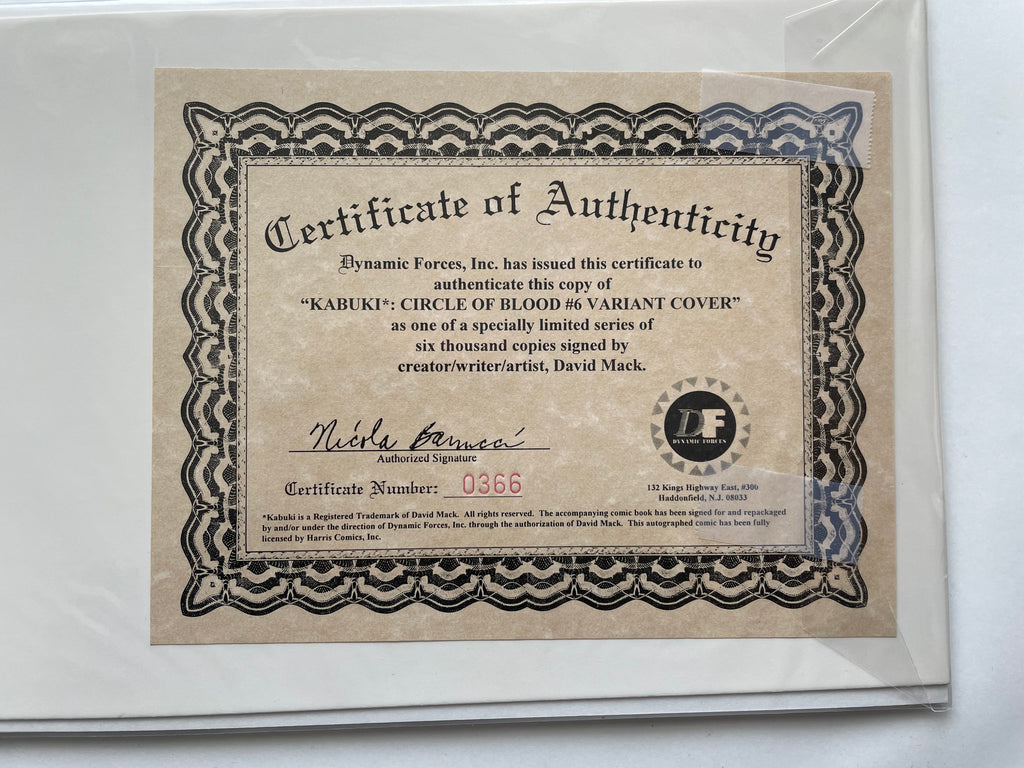 Certificate of Authenticity
Dynamic Forces, Inc. has issued this certificate to
authenticate this copy of
“KABUKI*: CIRCLE OF BLOOD #6 VARIANT COVER”
as one of a specially limited series of
six thousand copies signed by
creator/writer/artist, David Mack.
Nicola Barrucci
Authorized Signature
Certificate Number: 0366
DF
DYNAMIC FORCES
132 Kings Highway East, #306
Haddonfield, N.J. 08033
*Kabuki is a Registered Trademark of David Mack. All rights reserved. The accompanying comic book has been signed for and repackaged
by and/or under the direction of Dynamic Forces, Inc. through the authorization of David Mack. This autographed comic has been fully
licensed by Harris Comics, Inc.